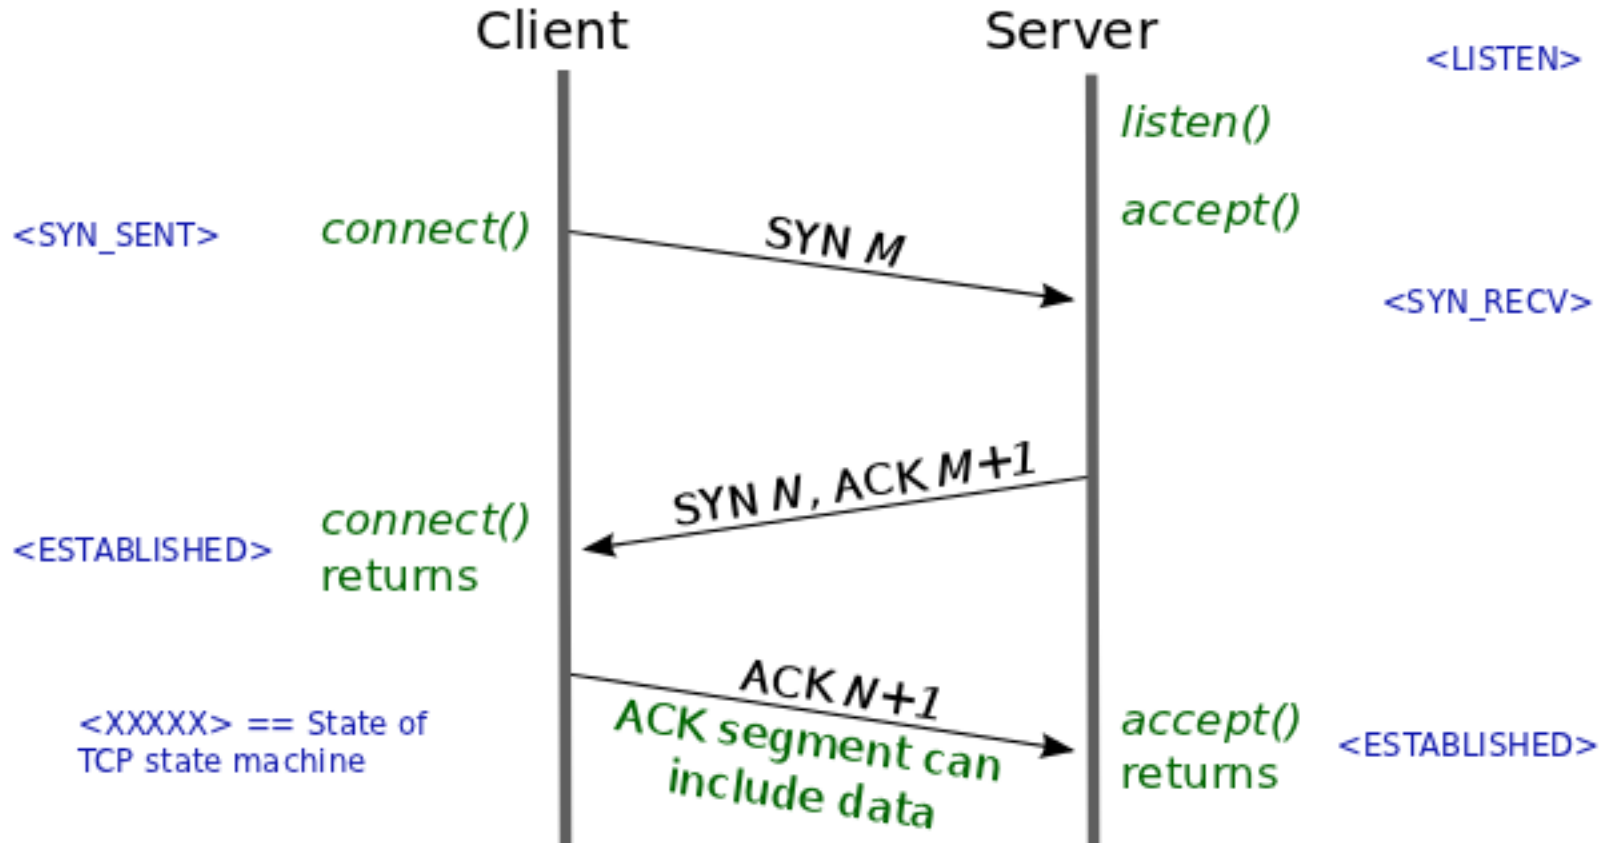 Client
Server
<LISTEN>
listen()
<SYN_SENT>
connect()
SYN M
accept()
<SYN_RECV>
SYN N, ACK M+1
connect()
returns
<ESTABLISHED>
ACK N+1
ACK segment can
include data
accept()
returns
<ESTABLISHED>
<XXXXX> == State of
TCP state machine